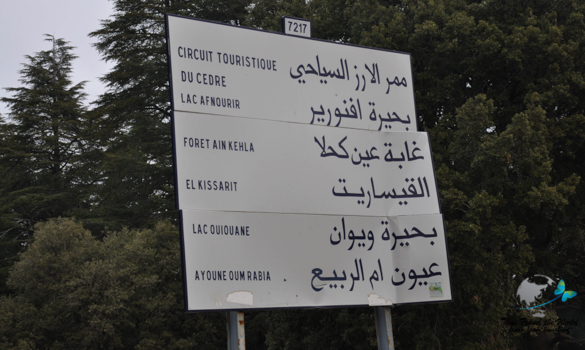 7217
CIRCUIT TOURISTIQUE
DU CEDRE
ممر الارز السياحي
LAC AFNOURIR
بحيرة افنورير
FORET AIN KEHLA
غابة عين كحلا
EL KISSARIT
القيساريت
LAC OUIOUANE
بحيرة ويوان
AYOUNE OUM RABIA
عيون ام الربيع